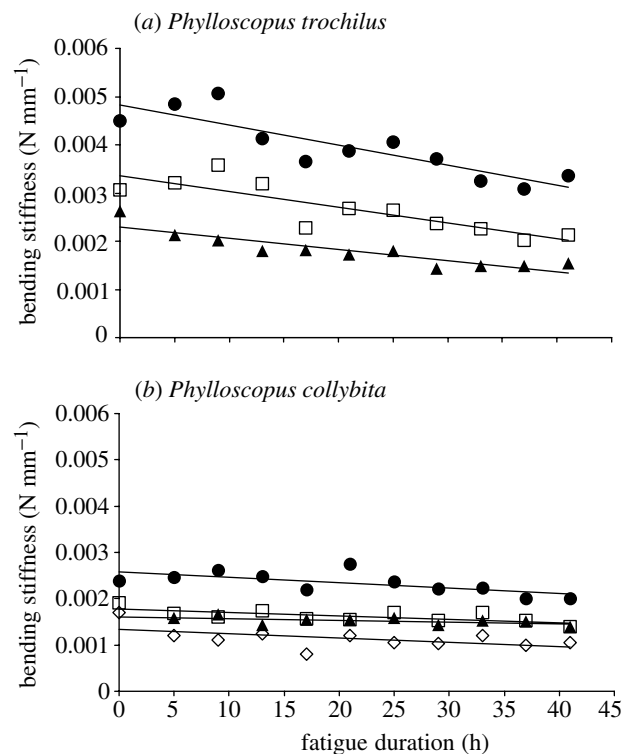 (a) Phylloscopus trochilus
0.006
0.005
0.004
0.003
0.002
0.001
0
bending stiffness (N mm⁻¹)
(b) Phylloscopus collybita
0.006
0.005
0.004
0.003
0.002
0.001
0
bending stiffness (N mm⁻¹)
0 5 10 15 20 25 30 35 40 45
fatigue duration (h)